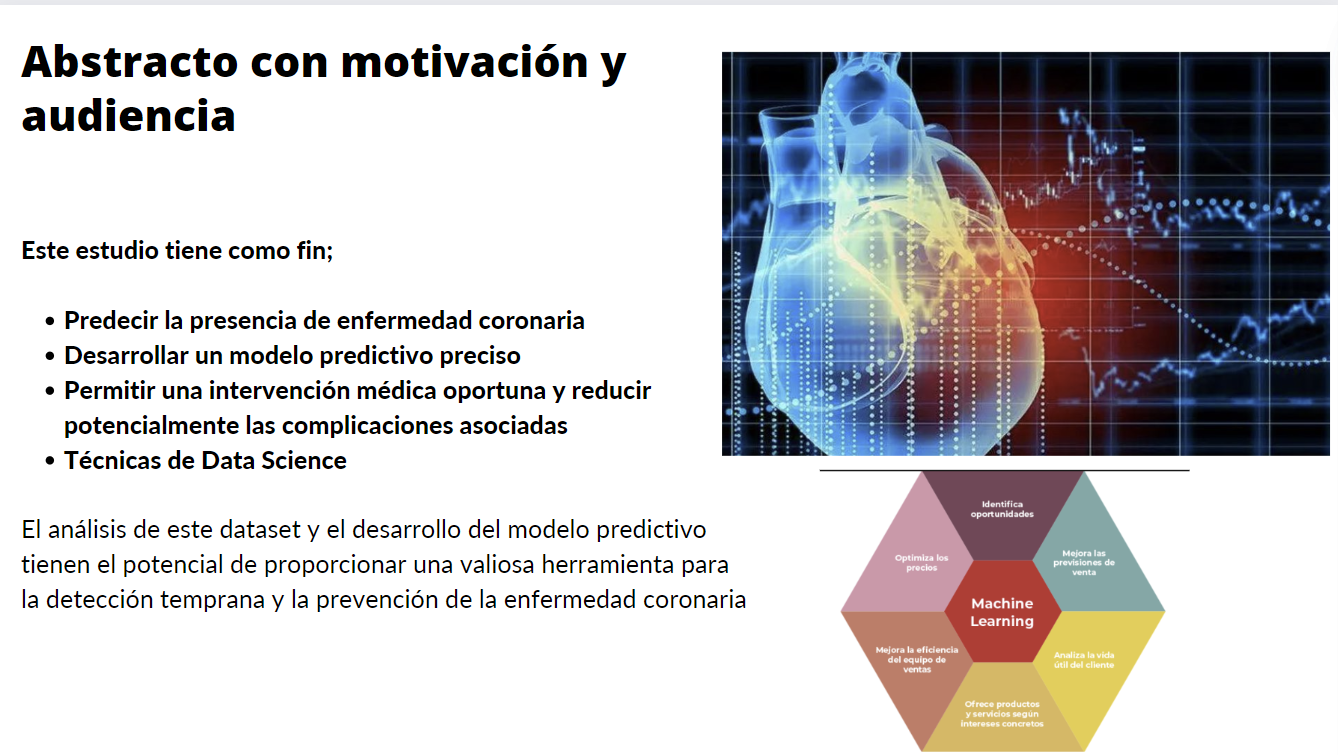 Abstracto con motivación y
audiencia
Este estudio tiene como fin;
• Predecir la presencia de enfermedad coronaria
• Desarrollar un modelo predictivo preciso
• Permitir una intervención médica oportuna y reducir
potencialmente las complicaciones asociadas
• Técnicas de Data Science
El análisis de este dataset y el desarrollo del modelo predictivo
tienen el potencial de proporcionar una valiosa herramienta para
la detección temprana y la prevención de la enfermedad coronaria
Identifica
oportunidades
Optimiza los
precios
Mejora las
previsiones de
venta
Machine
Learning
Mejora la eficiencia
del equipo de
ventas
Analiza la vida
útil del cliente
Ofrece productos
y servicios según
intereses concretos